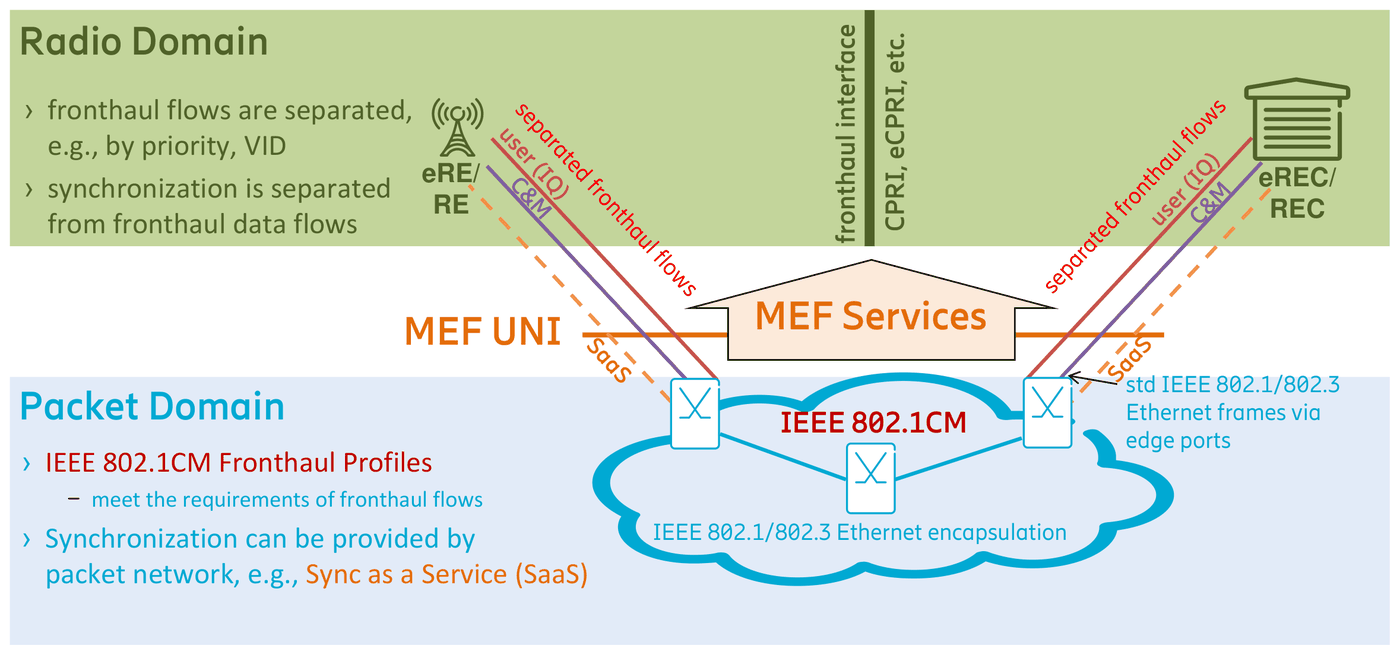 Radio Domain
› fronthaul flows are separated,
e.g., by priority, VID
› synchronization is separated
from fronthaul data flows
eRE/
RE
separated fronthaul flows
user (IQ)
C&M
fronthaul interface
CPRI, eCPRI, etc.
separated fronthaul flows
user (IQ)
C&M
eREC/
REC
MEF UNI
MEF Services
SaaS
SaaS
Packet Domain
› IEEE 802.1CM Fronthaul Profiles
– meet the requirements of fronthaul flows
› Synchronization can be provided by
packet network, e.g., Sync as a Service (SaaS)
IEEE 802.1CM
IEEE 802.1/802.3 Ethernet encapsulation
std IEEE 802.1/802.3
Ethernet frames via
edge ports